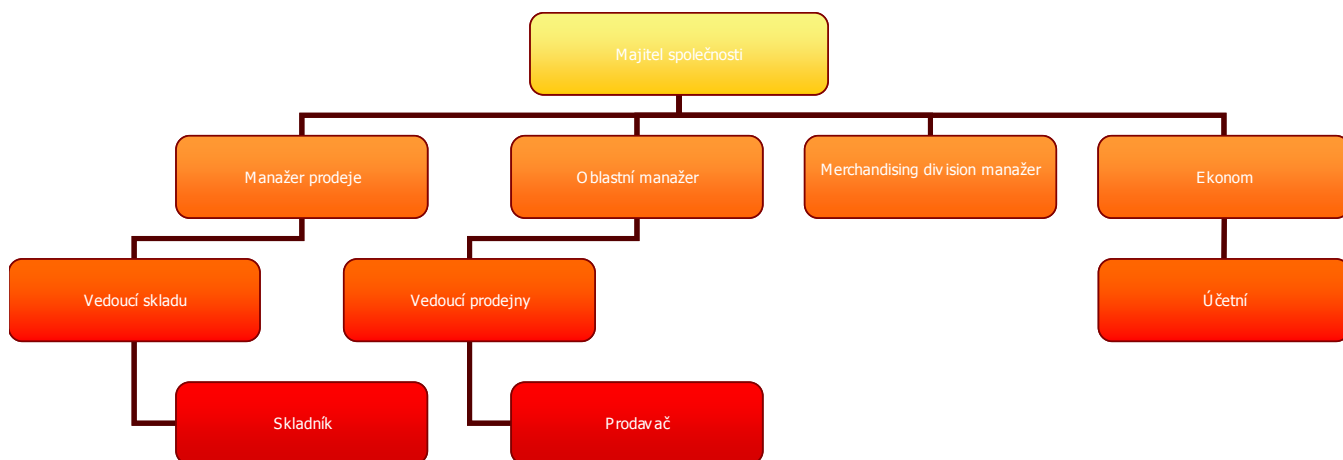 Majitel společnosti
Manažer prodeje
Oblastní manažer
Merchandising division manažer
Ekonom
Vedoucí skladu
Vedoucí prodejny
Účetní
Skladník
Prodavač